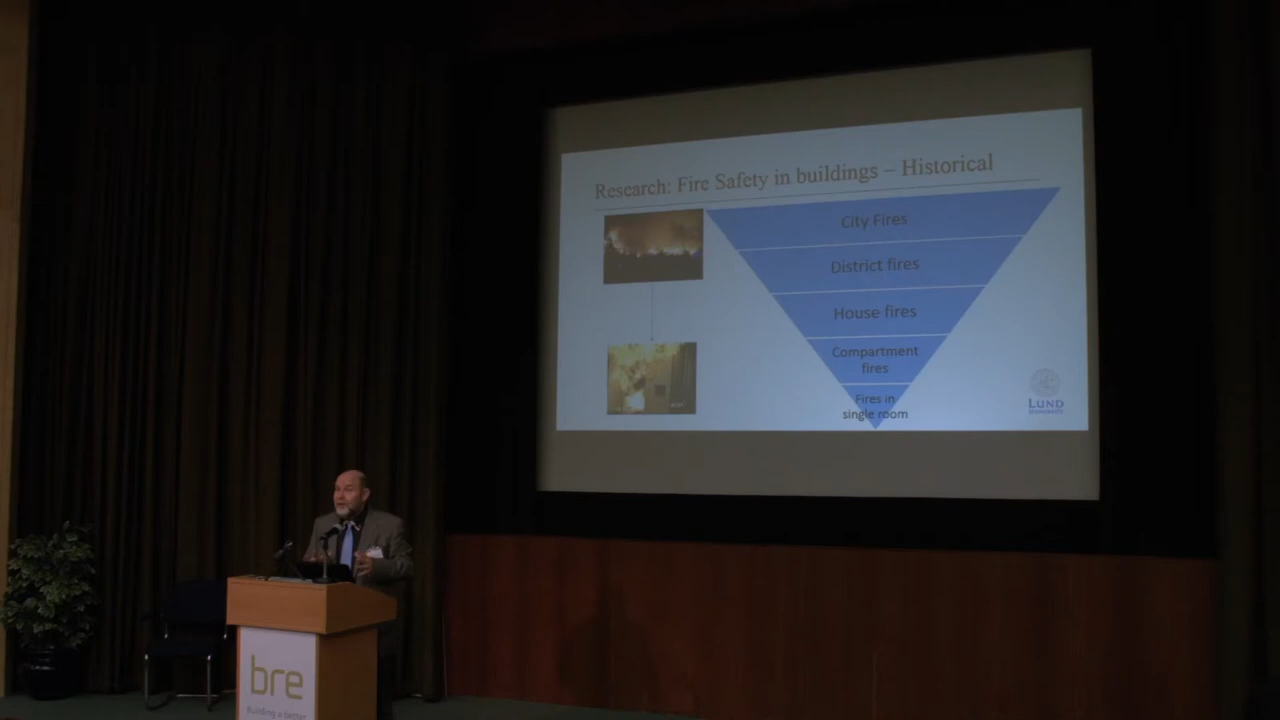 Research: Fire Safety in buildings – Historical
City Fires
District fires
House fires
Compartment
fires
Fires in
single room
LUND
UNIVERSITY
bre
Building a better